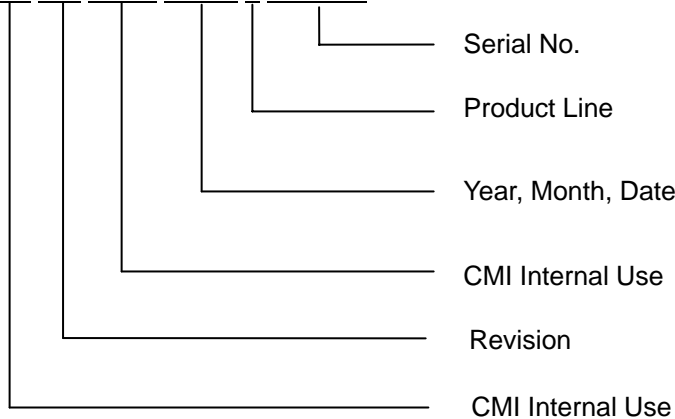 Serial No.
Product Line
Year, Month, Date
CMI Internal Use
Revision
CMI Internal Use